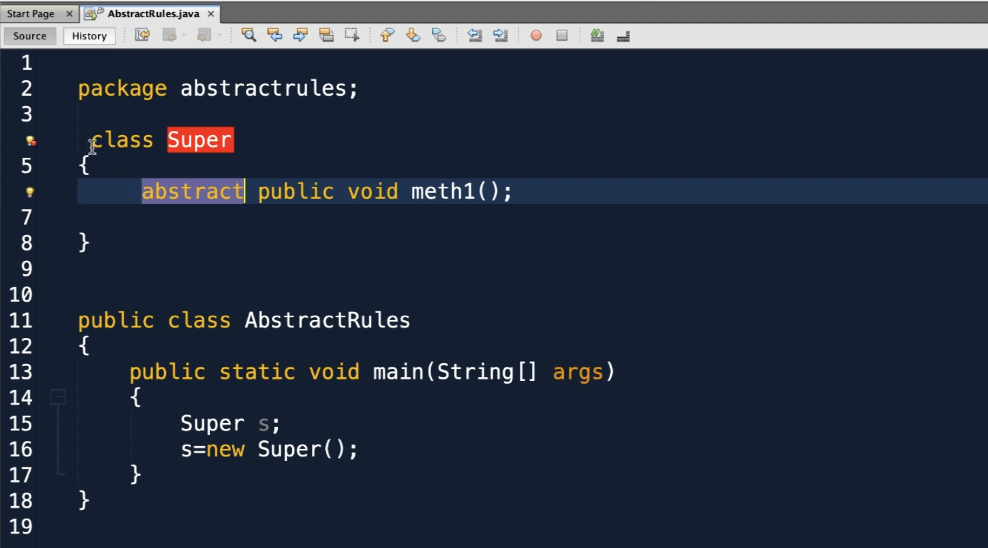 Start Page AbstractRules.java
Source History
1
2 package abstractrules;
3
class Super
5 {
abstract public void meth1();
7
8 }
9
10
11 public class AbstractRules
12 {
13 public static void main(String[] args)
14 {
15 Super s;
16 s=new Super();
17 }
18 }
19